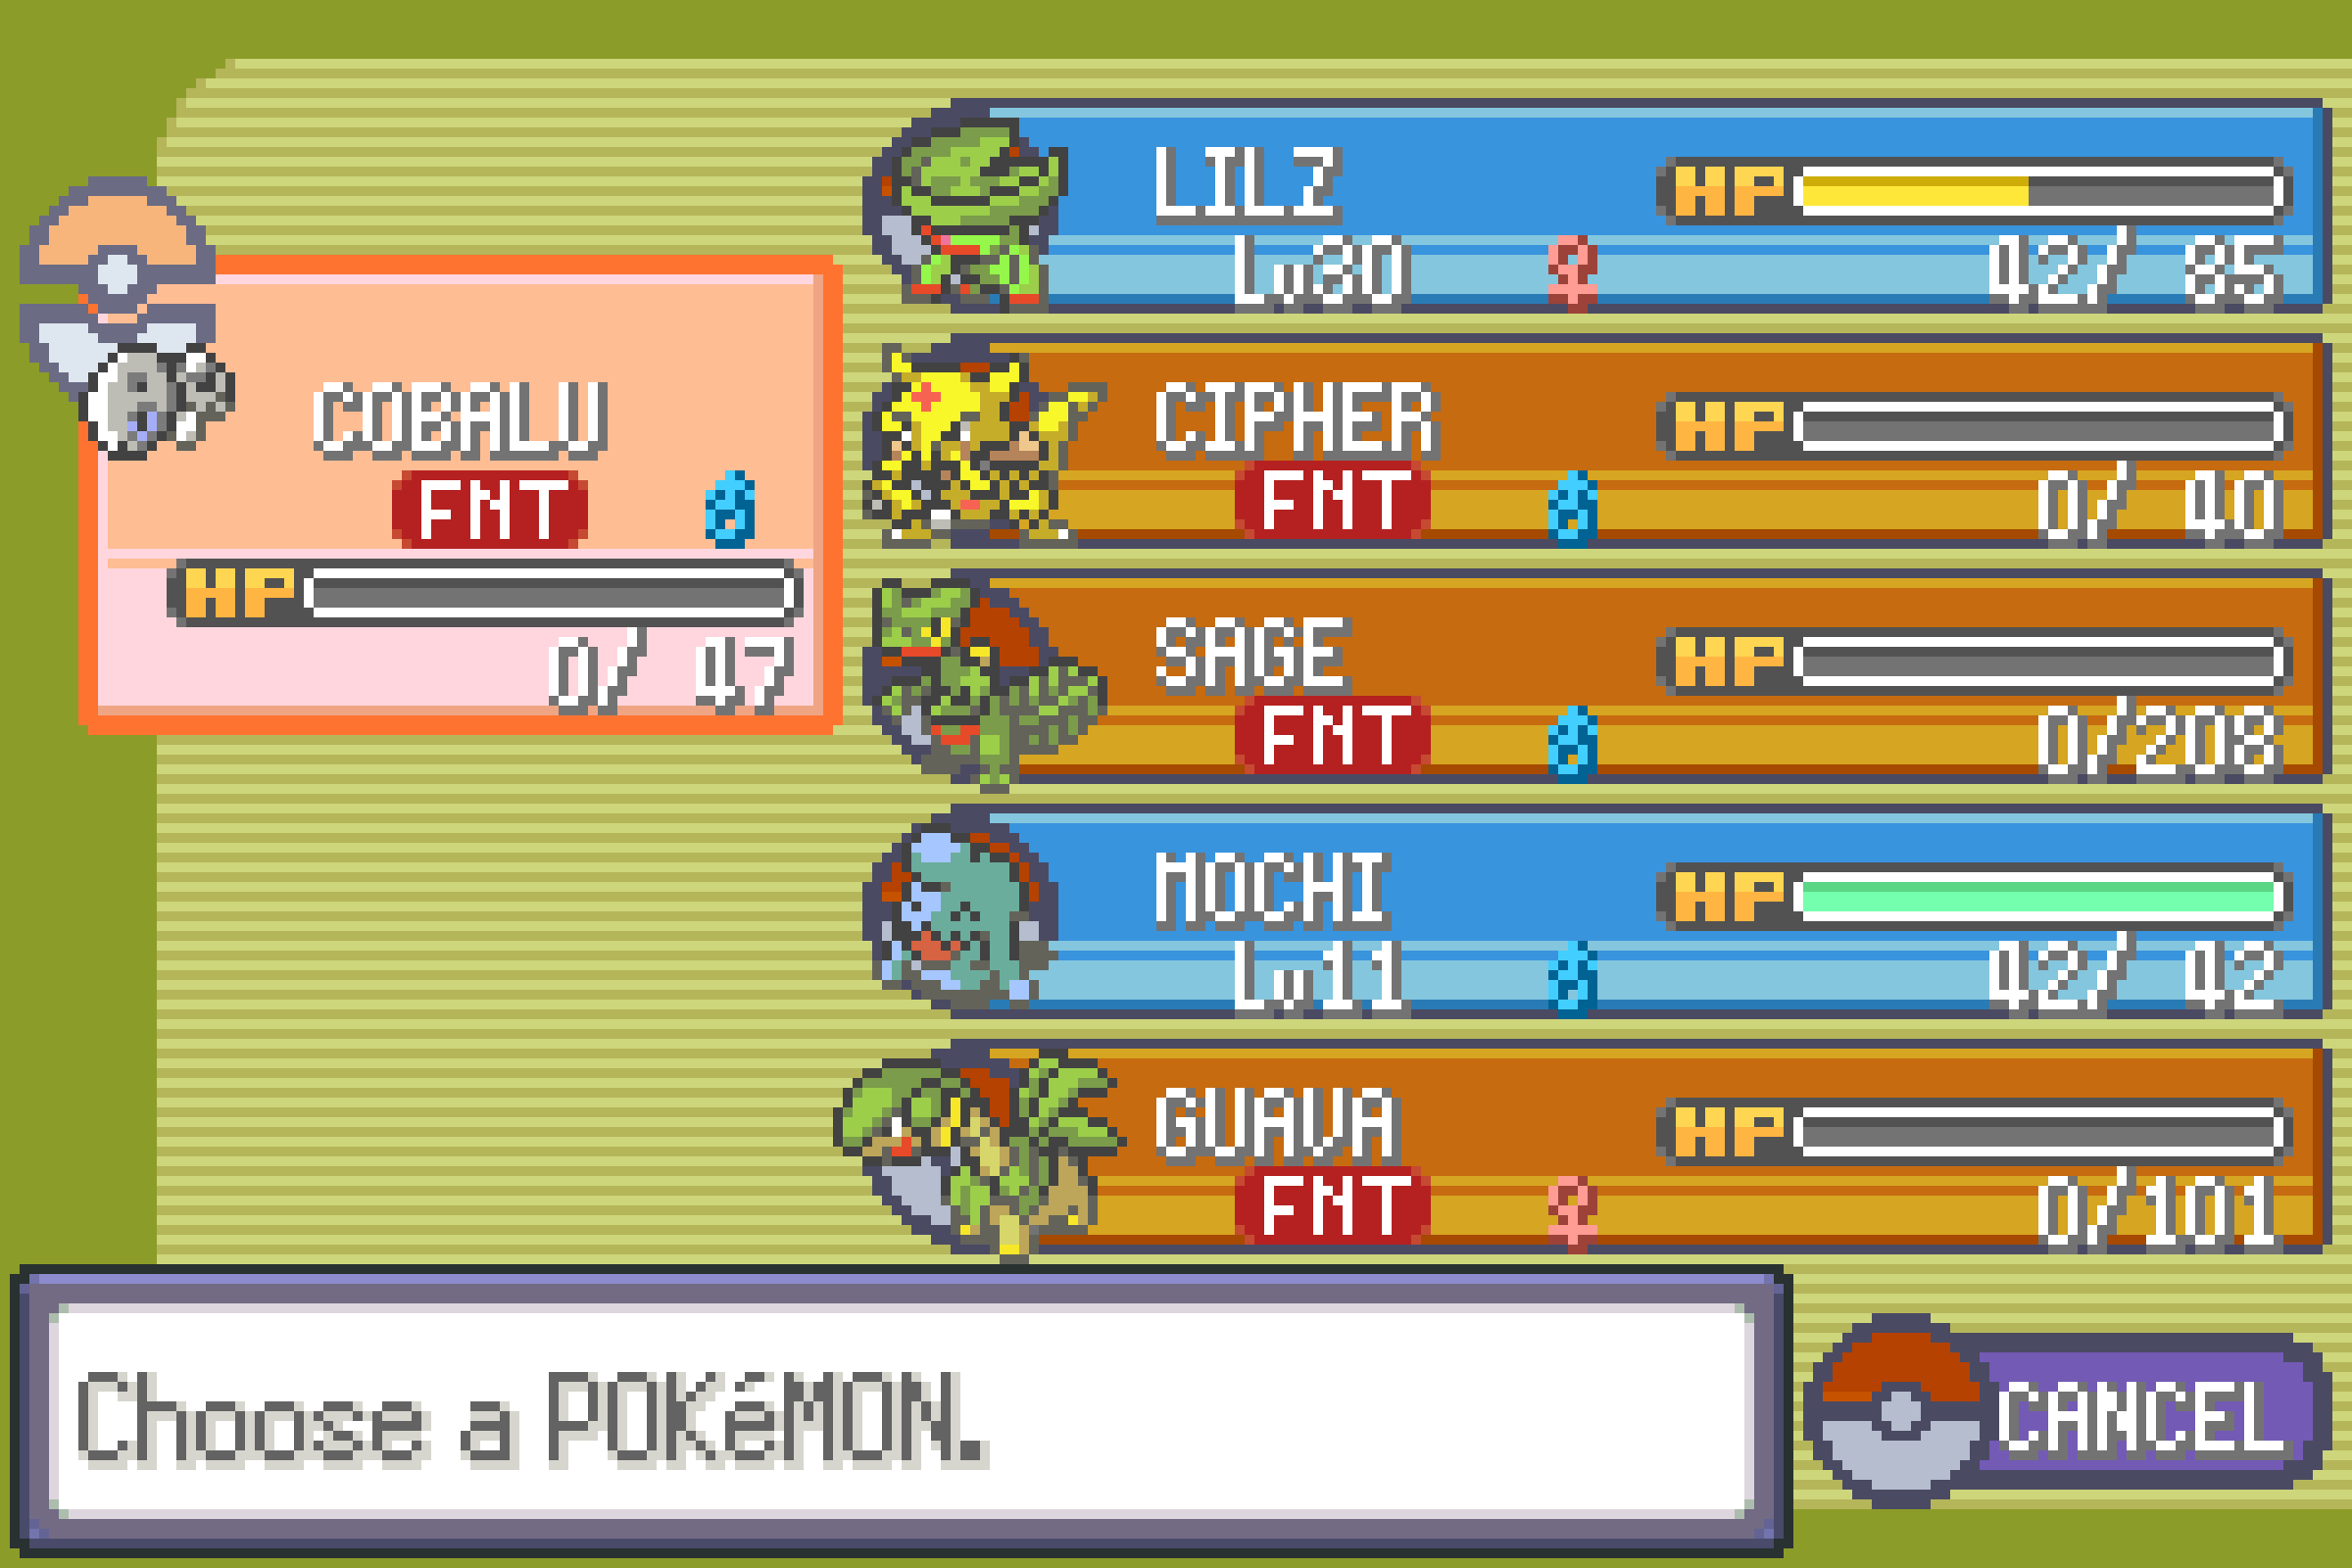 COBALU
FNT ♂
HP
0/ 47
LILZ
HP
Lv30 ♀ 42/ 85
CIPHER
HP
FNT ♂ 0/ 40
SAGE
HP
FNT ♂ 0/208
MOCHI
HP
Lv11 ♂ 42/ 42
GUAVA
HP
FNT ♀ 0/101
Choose a POKéMON.
CANCEL